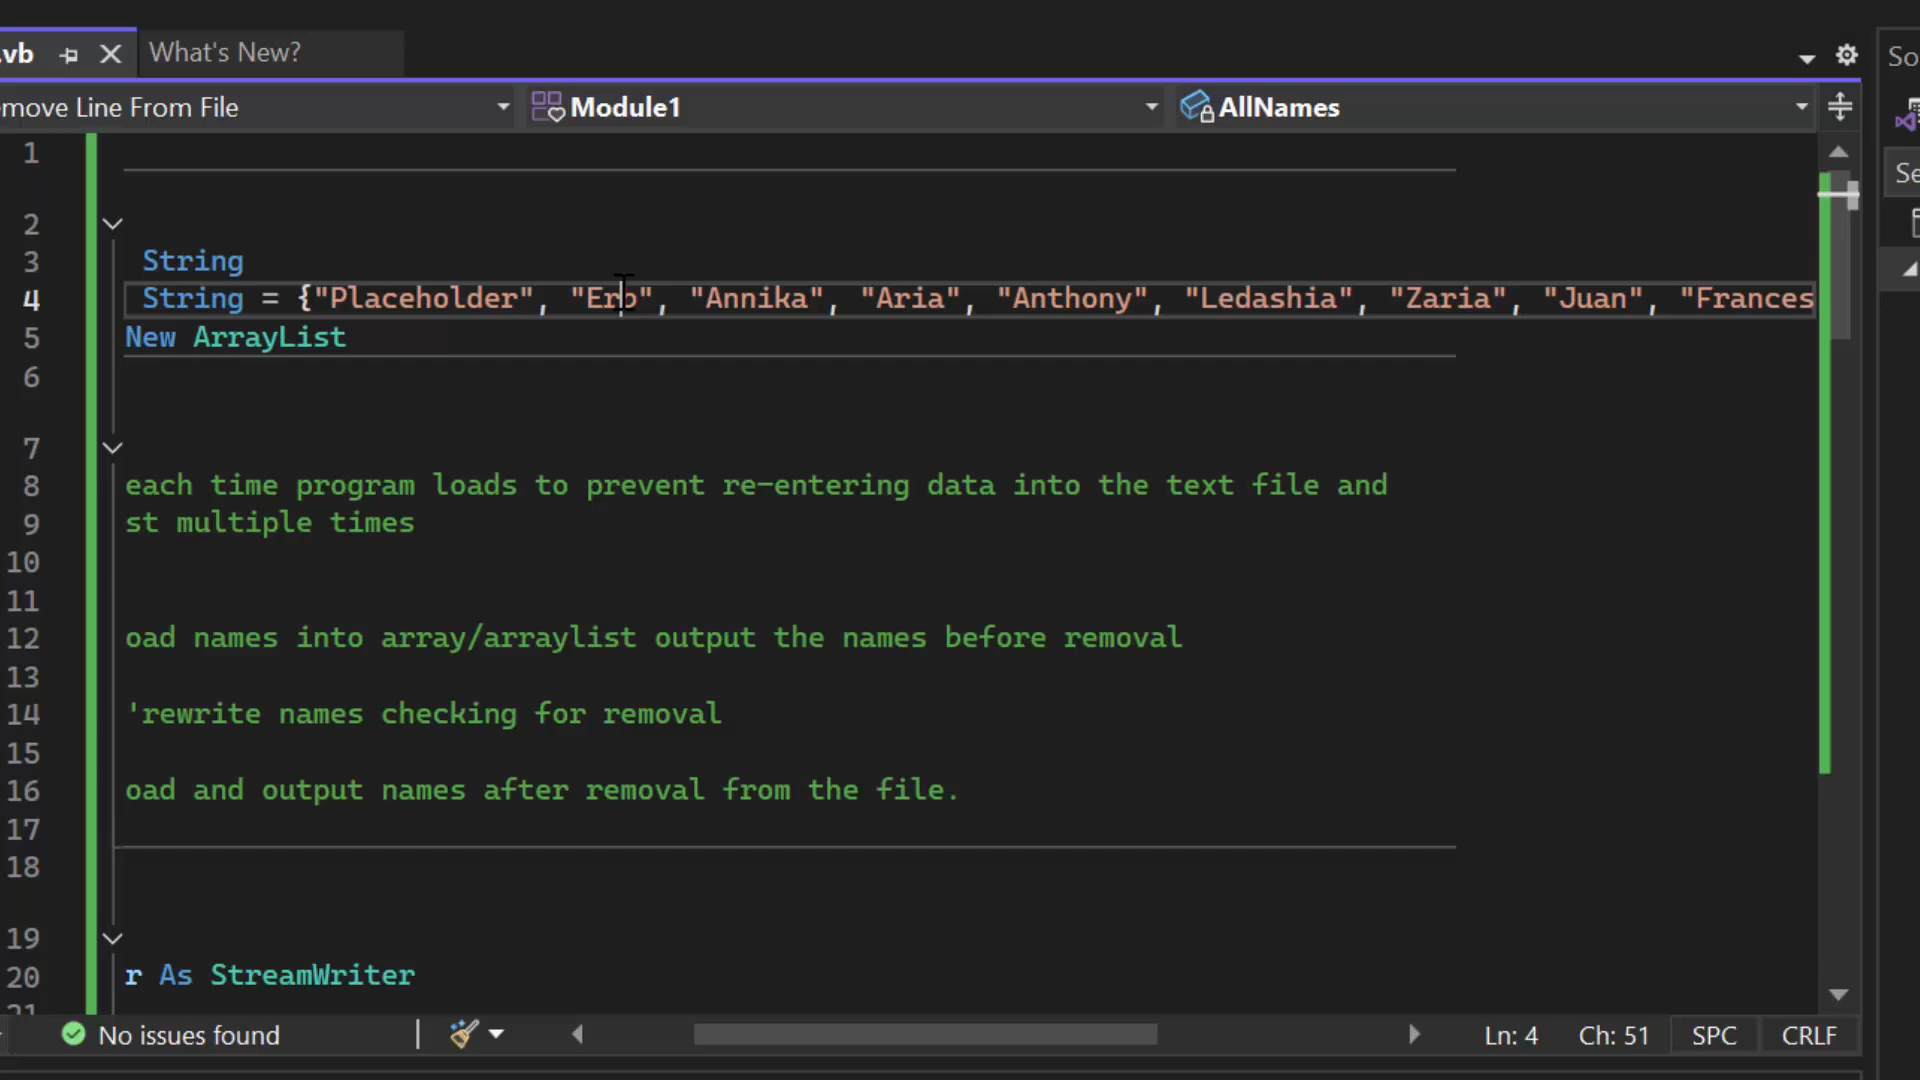 .vb What's New? So
emove Line From File Module1 AllNames
Se
1
2
3 String
4 String = {"Placeholder", "Ero", "Annika", "Aria", "Anthony", "Ledashia", "Zaria", "Juan", "Frances
5 New ArrayList
6
7
8 each time program loads to prevent re-entering data into the text file and
9 st multiple times
10
11
12 oad names into array/arraylist output the names before removal
13
14 'rewrite names checking for removal
15
16 oad and output names after removal from the file.
17
18
19
20 r As StreamWriter
21
No issues found Ln: 4 Ch: 51 SPC CRLF